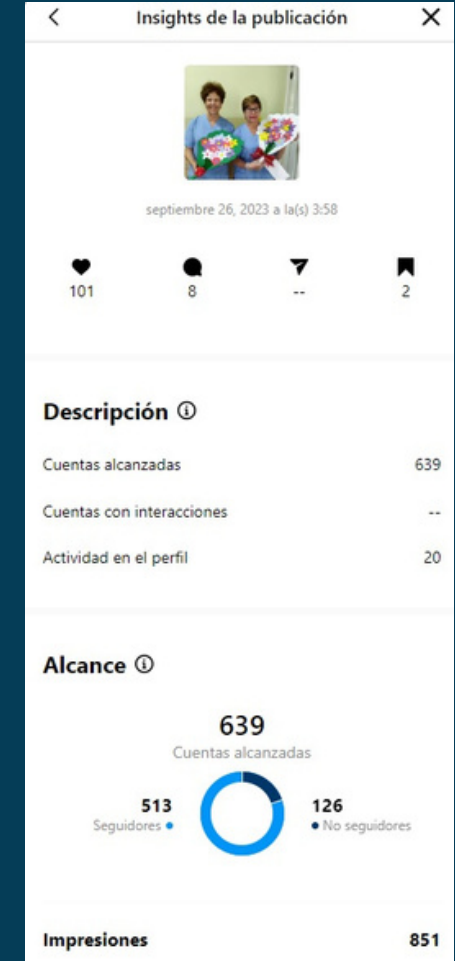 Insights de la publicación
septiembre 26, 2023 a la(s) 3:58
101 8 -- 2
Descripción
Cuentas alcanzadas 639
Cuentas con interacciones --
Actividad en el perfil 20
Alcance
639
Cuentas alcanzadas
513 126
Seguidores No seguidores
Impresiones 851